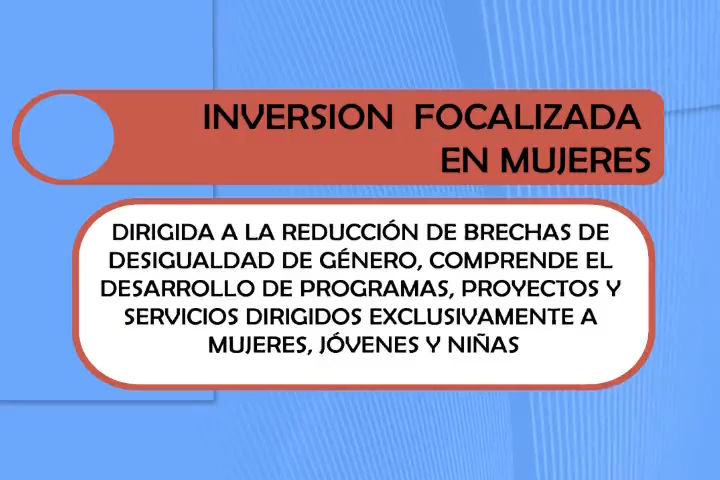 INVERSION FOCALIZADA
EN MUJERES
DIRIGIDA A LA REDUCCIÓN DE BRECHAS DE
DESIGUALDAD DE GÉNERO, COMPRENDE EL
DESARROLLO DE PROGRAMAS, PROYECTOS Y
SERVICIOS DIRIGIDOS EXCLUSIVAMENTE A
MUJERES, JÓVENES Y NIÑAS